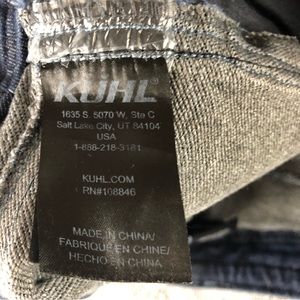 KÜHL
1635 S. 5070 W, Ste C
Salt Lake City, UT 84104
USA
1-888-218-3181
KUHL.COM
RN#108846
MADE IN CHINA/
FABRIQUE EN CHINE/
HECHO EN CHINA